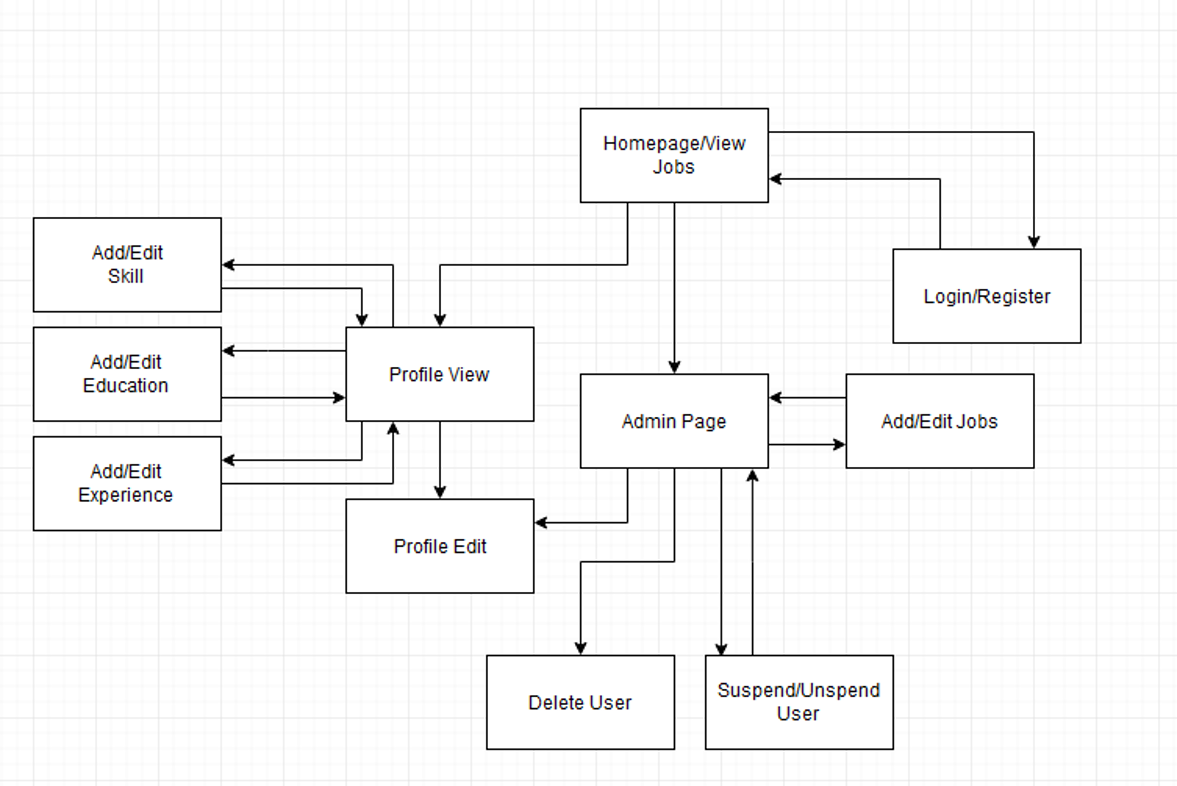 Homepage/View
Jobs
Add/Edit
Skill
Login/Register
Add/Edit
Education
Profile View
Admin Page
Add/Edit Jobs
Add/Edit
Experience
Profile Edit
Delete User
Suspend/Unspend
User